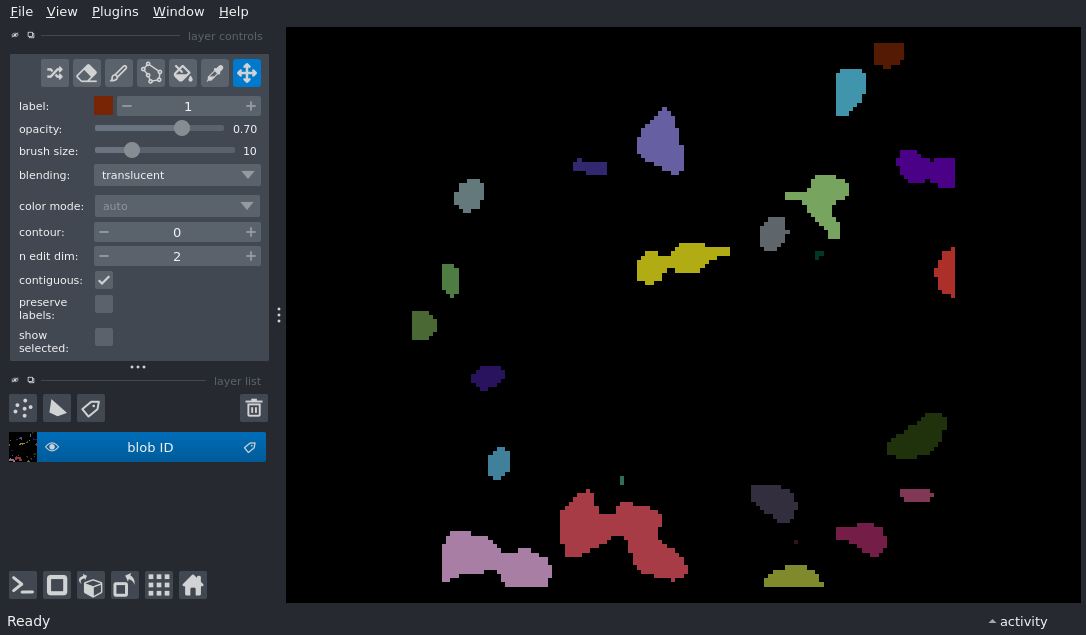 File View Plugins Window Help
layer controls
label: 1
opacity: 0.70
brush size: 10
blending: translucent
color mode: auto
contour: 0
n edit dim: 2
contiguous:
preserve
labels:
show
selected:
layer list
blob ID
Ready
activity